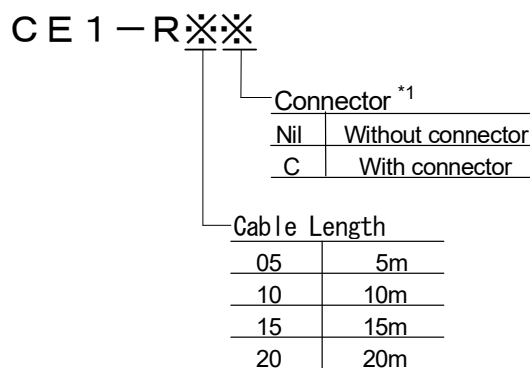 CE1－R※※
Connector *1
Nil Without connector
C With connector
Cable Length
05 5m
10 10m
15 15m
20 20m